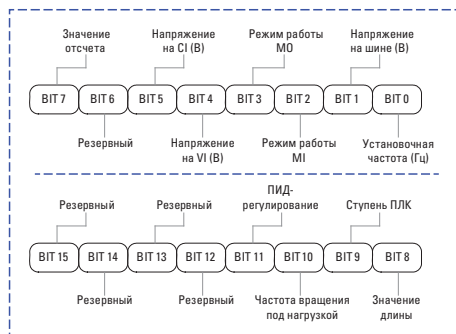 Значение
отсчета
Напряжение
на CI (В)
Режим работы
MO
Напряжение
на шине (В)
BIT 7
BIT 6
BIT 5
BIT 4
BIT 3
BIT 2
BIT 1
BIT 0
Резервный
Напряжение
на VI (В)
Режим работы
MI
Установочная
частота (Гц)
Резервный
Резервный
ПИД-
регулирование
Ступень ПЛК
BIT 15
BIT 14
BIT 13
BIT 12
BIT 11
BIT 10
BIT 9
BIT 8
Резервный
Резервный
Частота вращения
под нагрузкой
Значение
длины